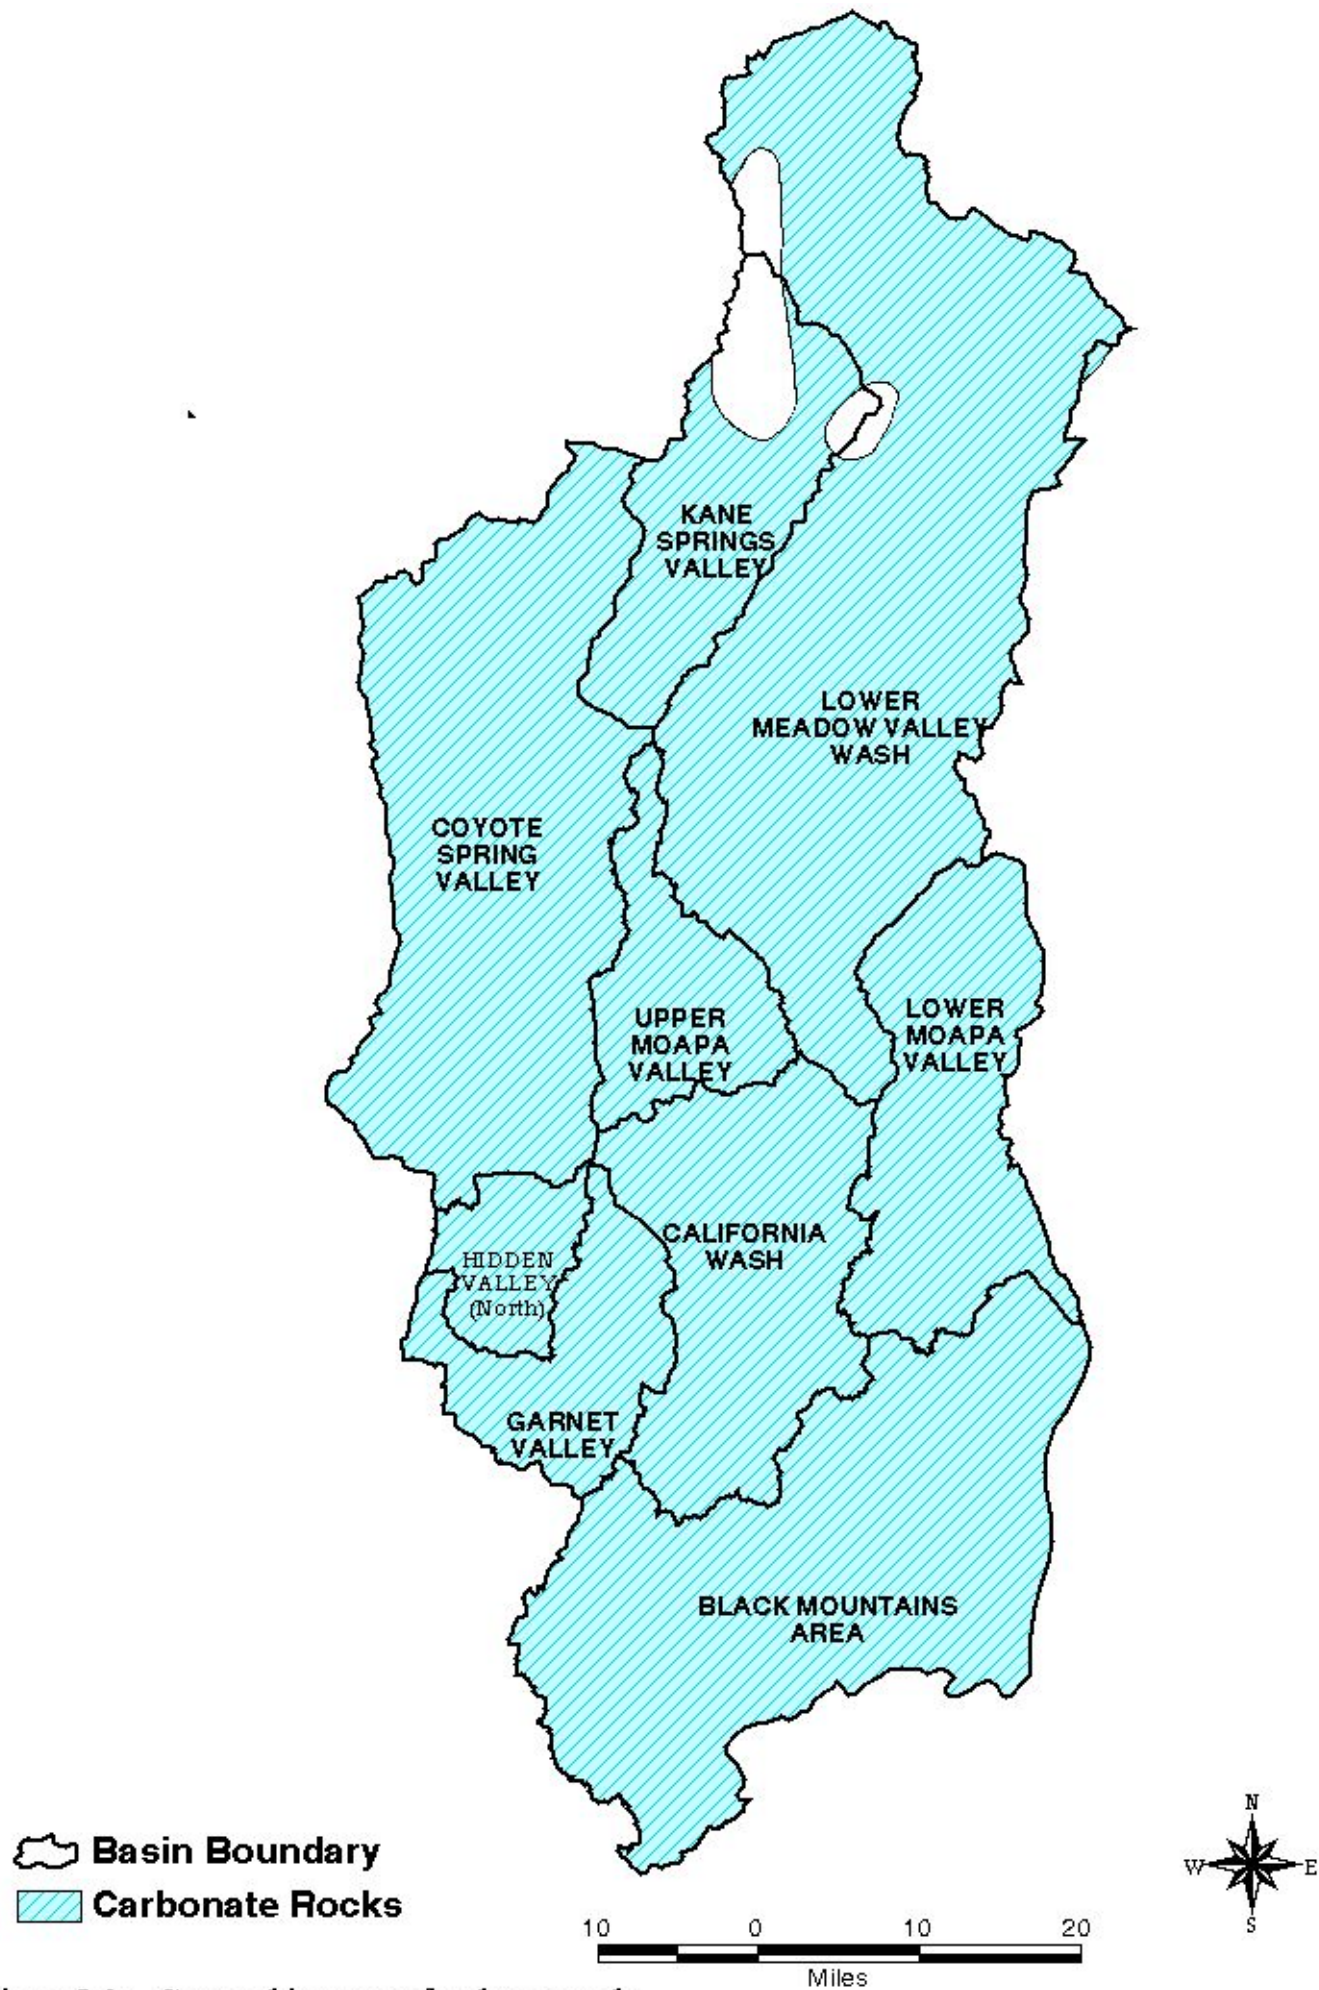 KANE
SPRINGS
VALLEY
LOWER
MEADOW VALLEY
WASH
COYOTE
SPRING
VALLEY
UPPER
MOAPA
VALLEY
LOWER
MOAPA
VALLEY
CALIFORNIA
WASH
HIDDEN
VALLEY
(North)
GARNET
VALLEY
BLACK MOUNTAINS
AREA
Basin Boundary
Carbonate Rocks
10 0 10 20
Miles
N
W E
S